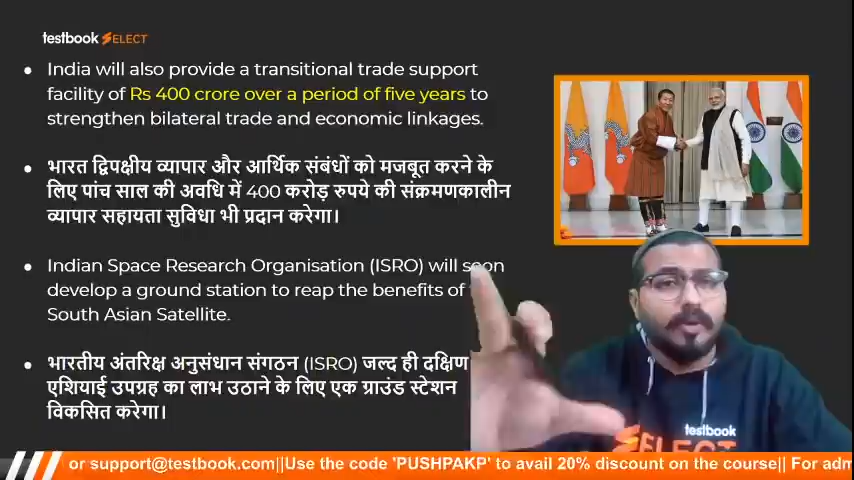 testbook SELECT
India will also provide a transitional trade support
facility of Rs 400 crore over a period of five years to
strengthen bilateral trade and economic linkages.
भारत द्विपक्षीय व्यापार और आर्थिक संबंधों को मजबूत करने के
लिए पांच साल की अवधि में 400 करोड़ रुपये की संक्रमणकालीन
व्यापार सहायता सुविधा भी प्रदान करेगा।
Indian Space Research Organisation (ISRO) will soon
develop a ground station to reap the benefits of
South Asian Satellite.
भारतीय अंतरिक्ष अनुसंधान संगठन (ISRO) जल्द ही दक्षिण
एशियाई उपग्रह का लाभ उठाने के लिए एक ग्राउंड स्टेशन
विकसित करेगा।
testbook
SELECT
or support@testbook.com||Use the code 'PUSHPAKP' to avail 20% discount on the course|| For adm